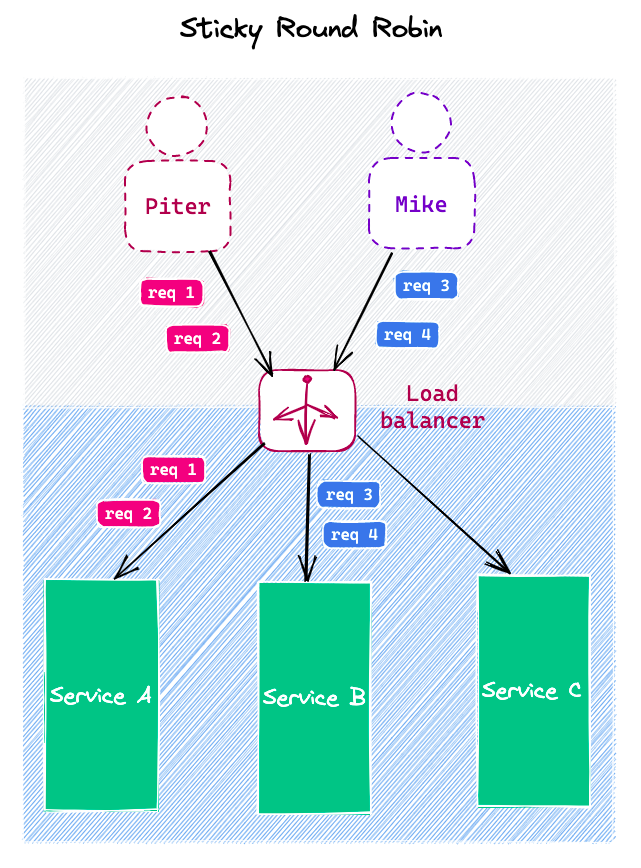 Sticky Round Robin
Piter
Mike
req 1
req 3
req 2
req 4
Load
balancer
req 1
req 3
req 2
req 4
Service A
Service B
Service C